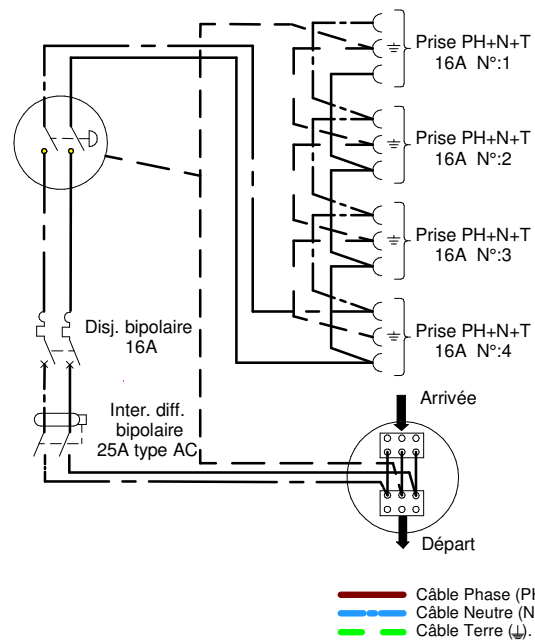 Prise PH+N+T
16A N°:1
Prise PH+N+T
16A N°:2
Prise PH+N+T
16A N°:3
Prise PH+N+T
16A N°:4
Disj. bipolaire
16A
Inter. diff.
bipolaire
25A type AC
Arrivée
Départ
Câble Phase (PH
Câble Neutre (N
Câble Terre (⏚).